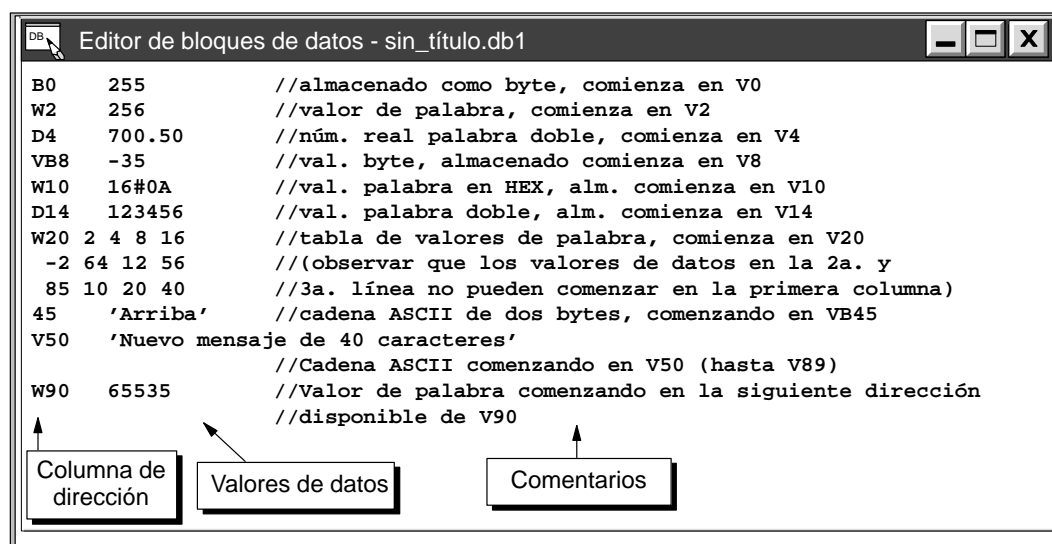 DB
Editor de bloques de datos - sin_título.db1
B0 255 //almacenado como byte, comienza en V0
W2 256 //valor de palabra, comienza en V2
D4 700.50 //núm. real palabra doble, comienza en V4
VB8 -35 //val. byte, almacenado comienza en V8
W10 16#0A //val. palabra en HEX, alm. comienza en V10
D14 123456 //val. palabra doble, alm. comienza en V14
W20 2 4 8 16 //tabla de valores de palabra, comienza en V20
-2 64 12 56 //(observar que los valores de datos en la 2a. y
85 10 20 40 //3a. línea no pueden comenzar en la primera columna)
45 ’Arriba’ //cadena ASCII de dos bytes, comenzando en VB45
V50 ’Nuevo mensaje de 40 caracteres’
//Cadena ASCII comenzando en V50 (hasta V89)
W90 65535 //Valor de palabra comenzando en la siguiente dirección
//disponible de V90
Columna de
dirección
Valores de datos
Comentarios